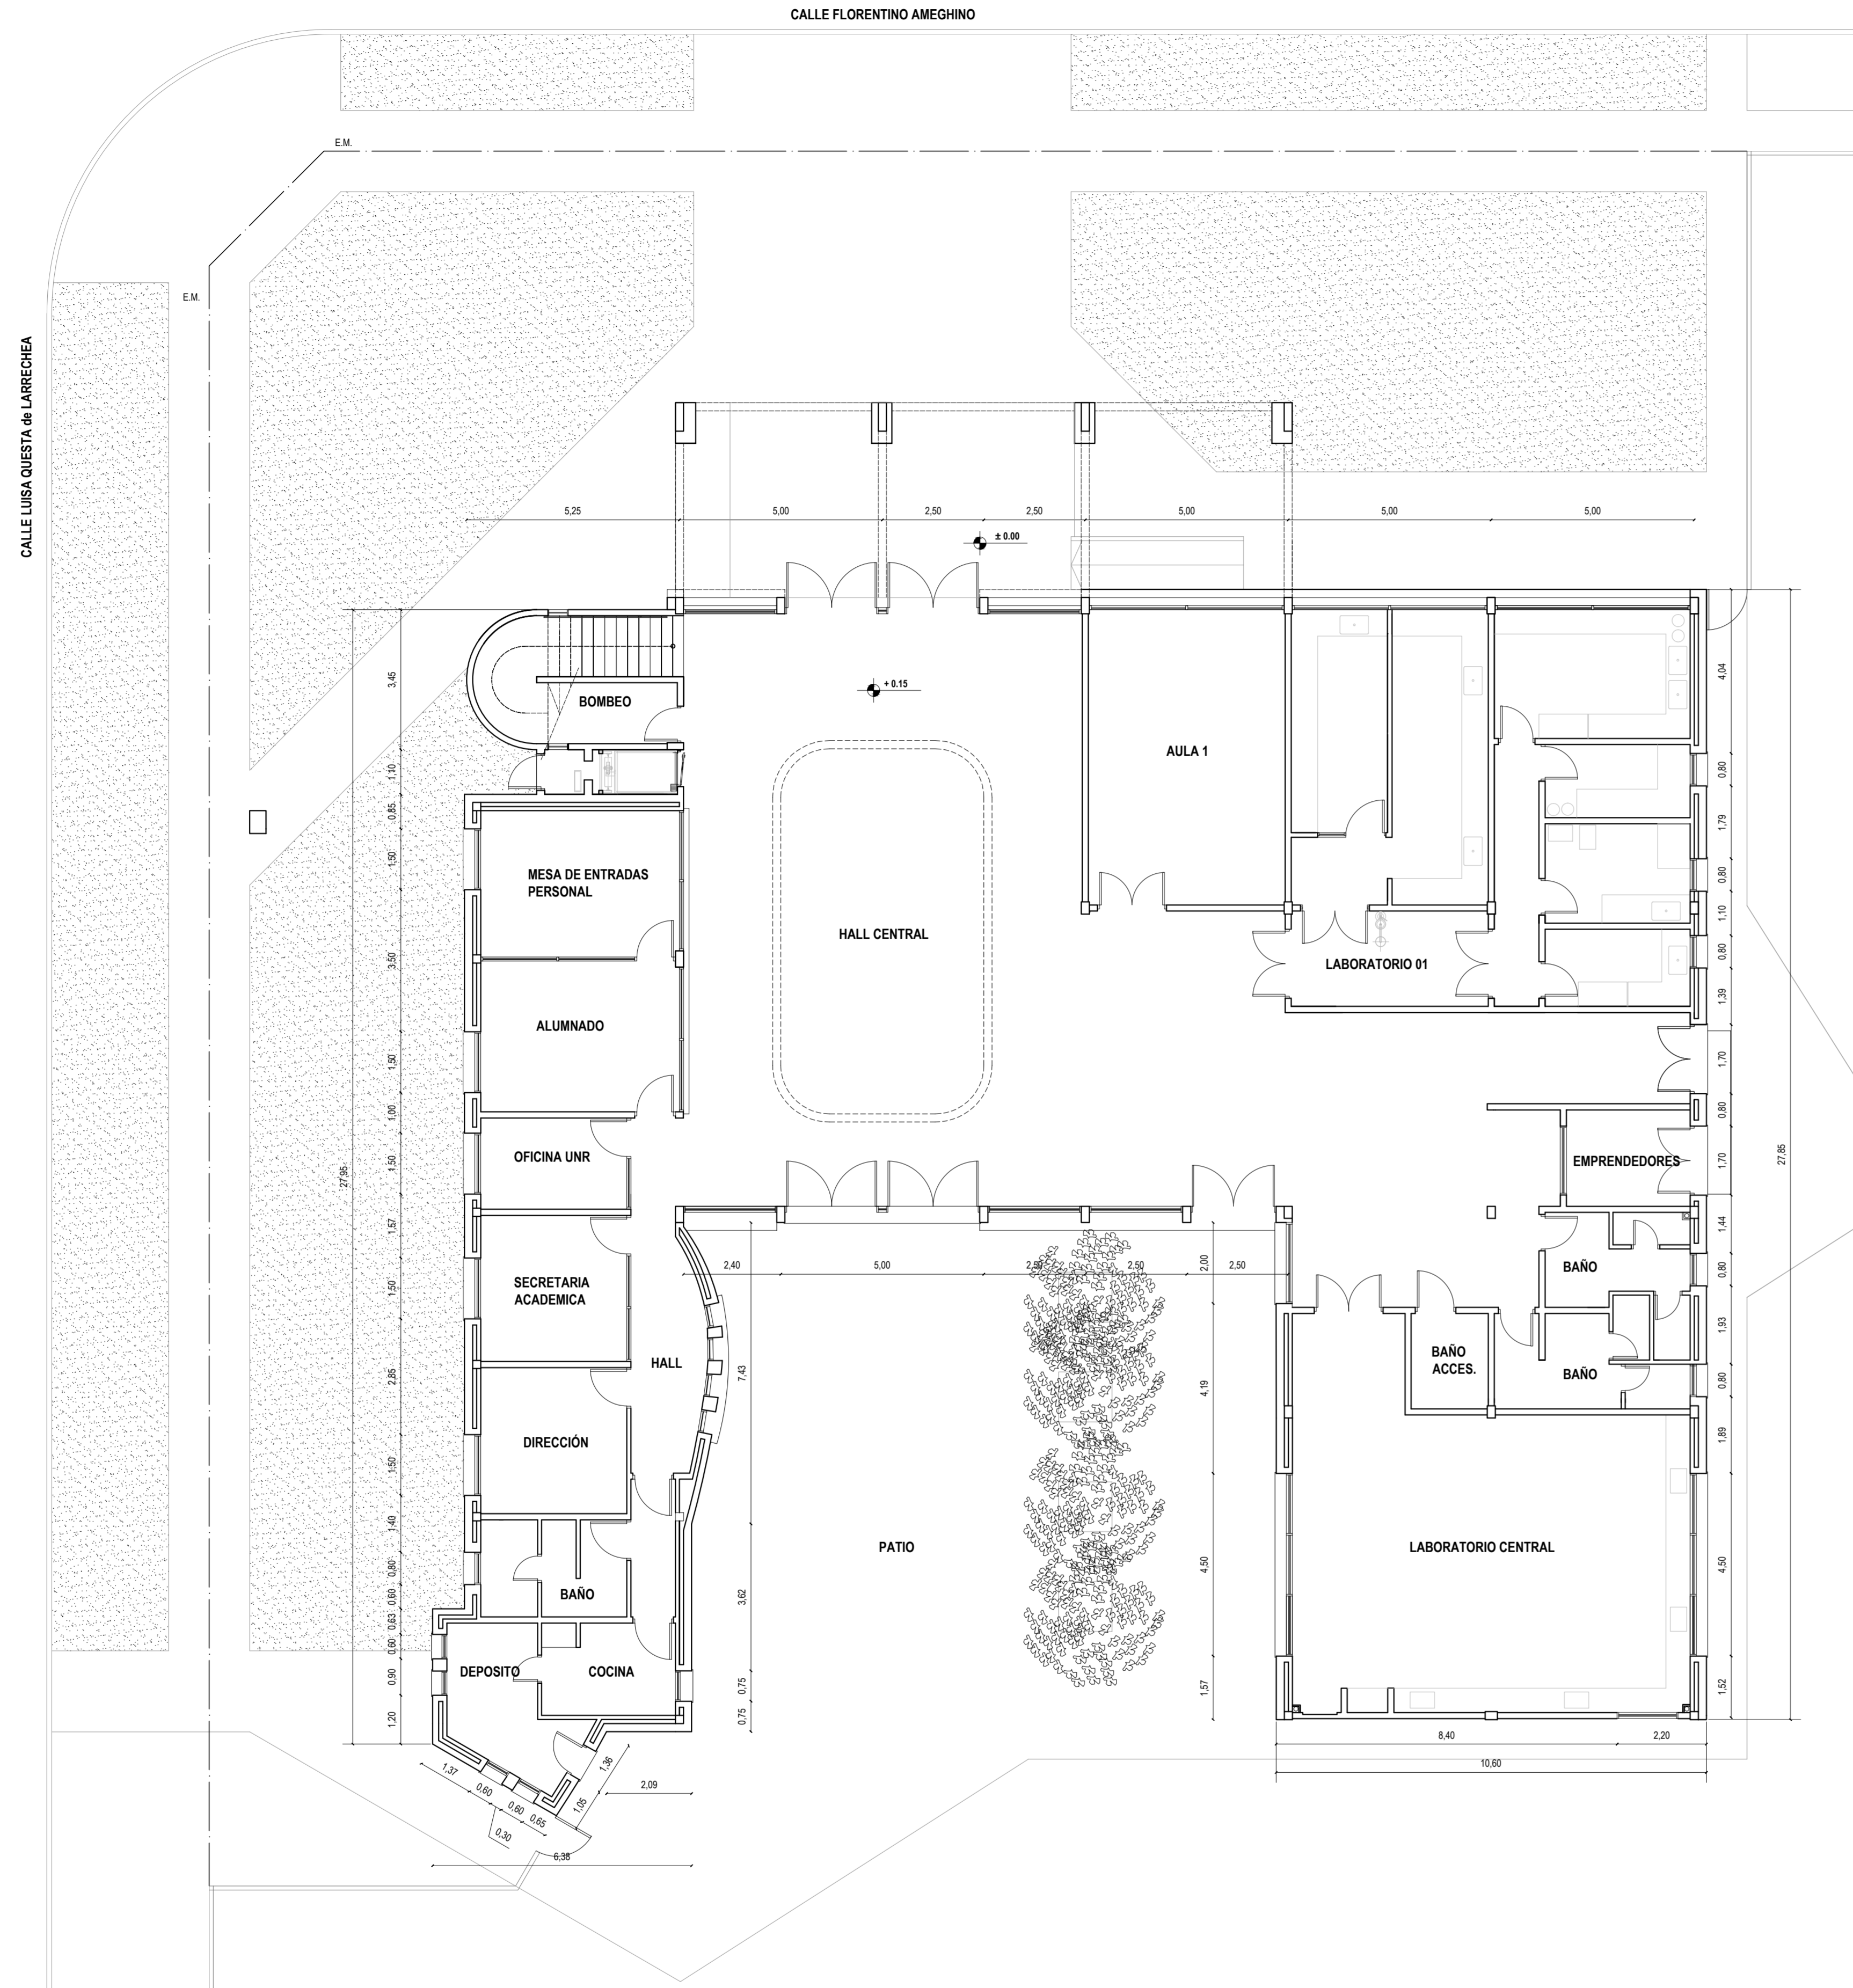 CALLE FLORENTINO AMEGHINO
E.M.
E.M.
CALLE LUISA QUESTA de LARRECHEA
5,25
5,00
2,50
2,50
5,00
5,00
5,00
± 0.00
+ 0.15
BOMBEO
AULA 1
MESA DE ENTRADAS
PERSONAL
HALL CENTRAL
LABORATORIO 01
ALUMNADO
OFICINA UNR
EMPRENDEDORES
SECRETARIA
ACADEMICA
BAÑO
HALL
BAÑO
ACCES.
BAÑO
DIRECCIÓN
PATIO
LABORATORIO CENTRAL
BAÑO
DEPOSITO
COCINA
27,95
3,45
1,10
0,85
1,50
3,50
1,50
1,00
1,50
1,57
1,50
2,85
1,50
1,40
0,80
0,60
0,63
0,60
0,90
1,20
2,40
5,00
2,50
2,50
2,50
7,43
3,62
0,75
0,75
2,00
4,19
4,50
1,57
4,04
0,80
1,79
0,80
1,10
0,80
1,39
1,70
0,80
1,70
1,44
0,80
1,93
0,80
1,89
4,50
1,52
27,85
8,40
2,20
10,60
1,37
0,60
0,60
0,65
0,30
1,05
1,36
2,09
6,38